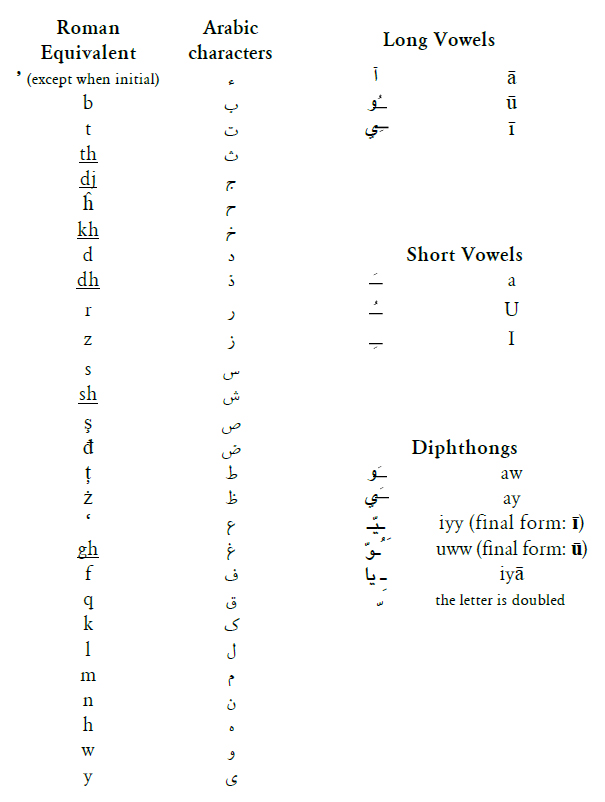 Roman Equivalent
Arabic characters
’ (except when initial) ء
b ب
t ت
th ث
dj ج
ĥ ح
kh خ
d د
dh ذ
r ر
z ز
s س
sh ش
ş ص
đ ض
ţ ط
ż ظ
‘ ع
gh غ
f ف
q ق
k ک
l ل
m م
n ن
h ه
w و
y ی
Long Vowels
آ ā
ـُو ū
ـِي ī
Short Vowels
ـَ a
ـُ U
ـِ I
Diphthongs
ـَو aw
ـَي ay
ـِيّـ iyy (final form: ī)
ـُوّ uww (final form: ū)
ـِيا iyā
ـّ the letter is doubled